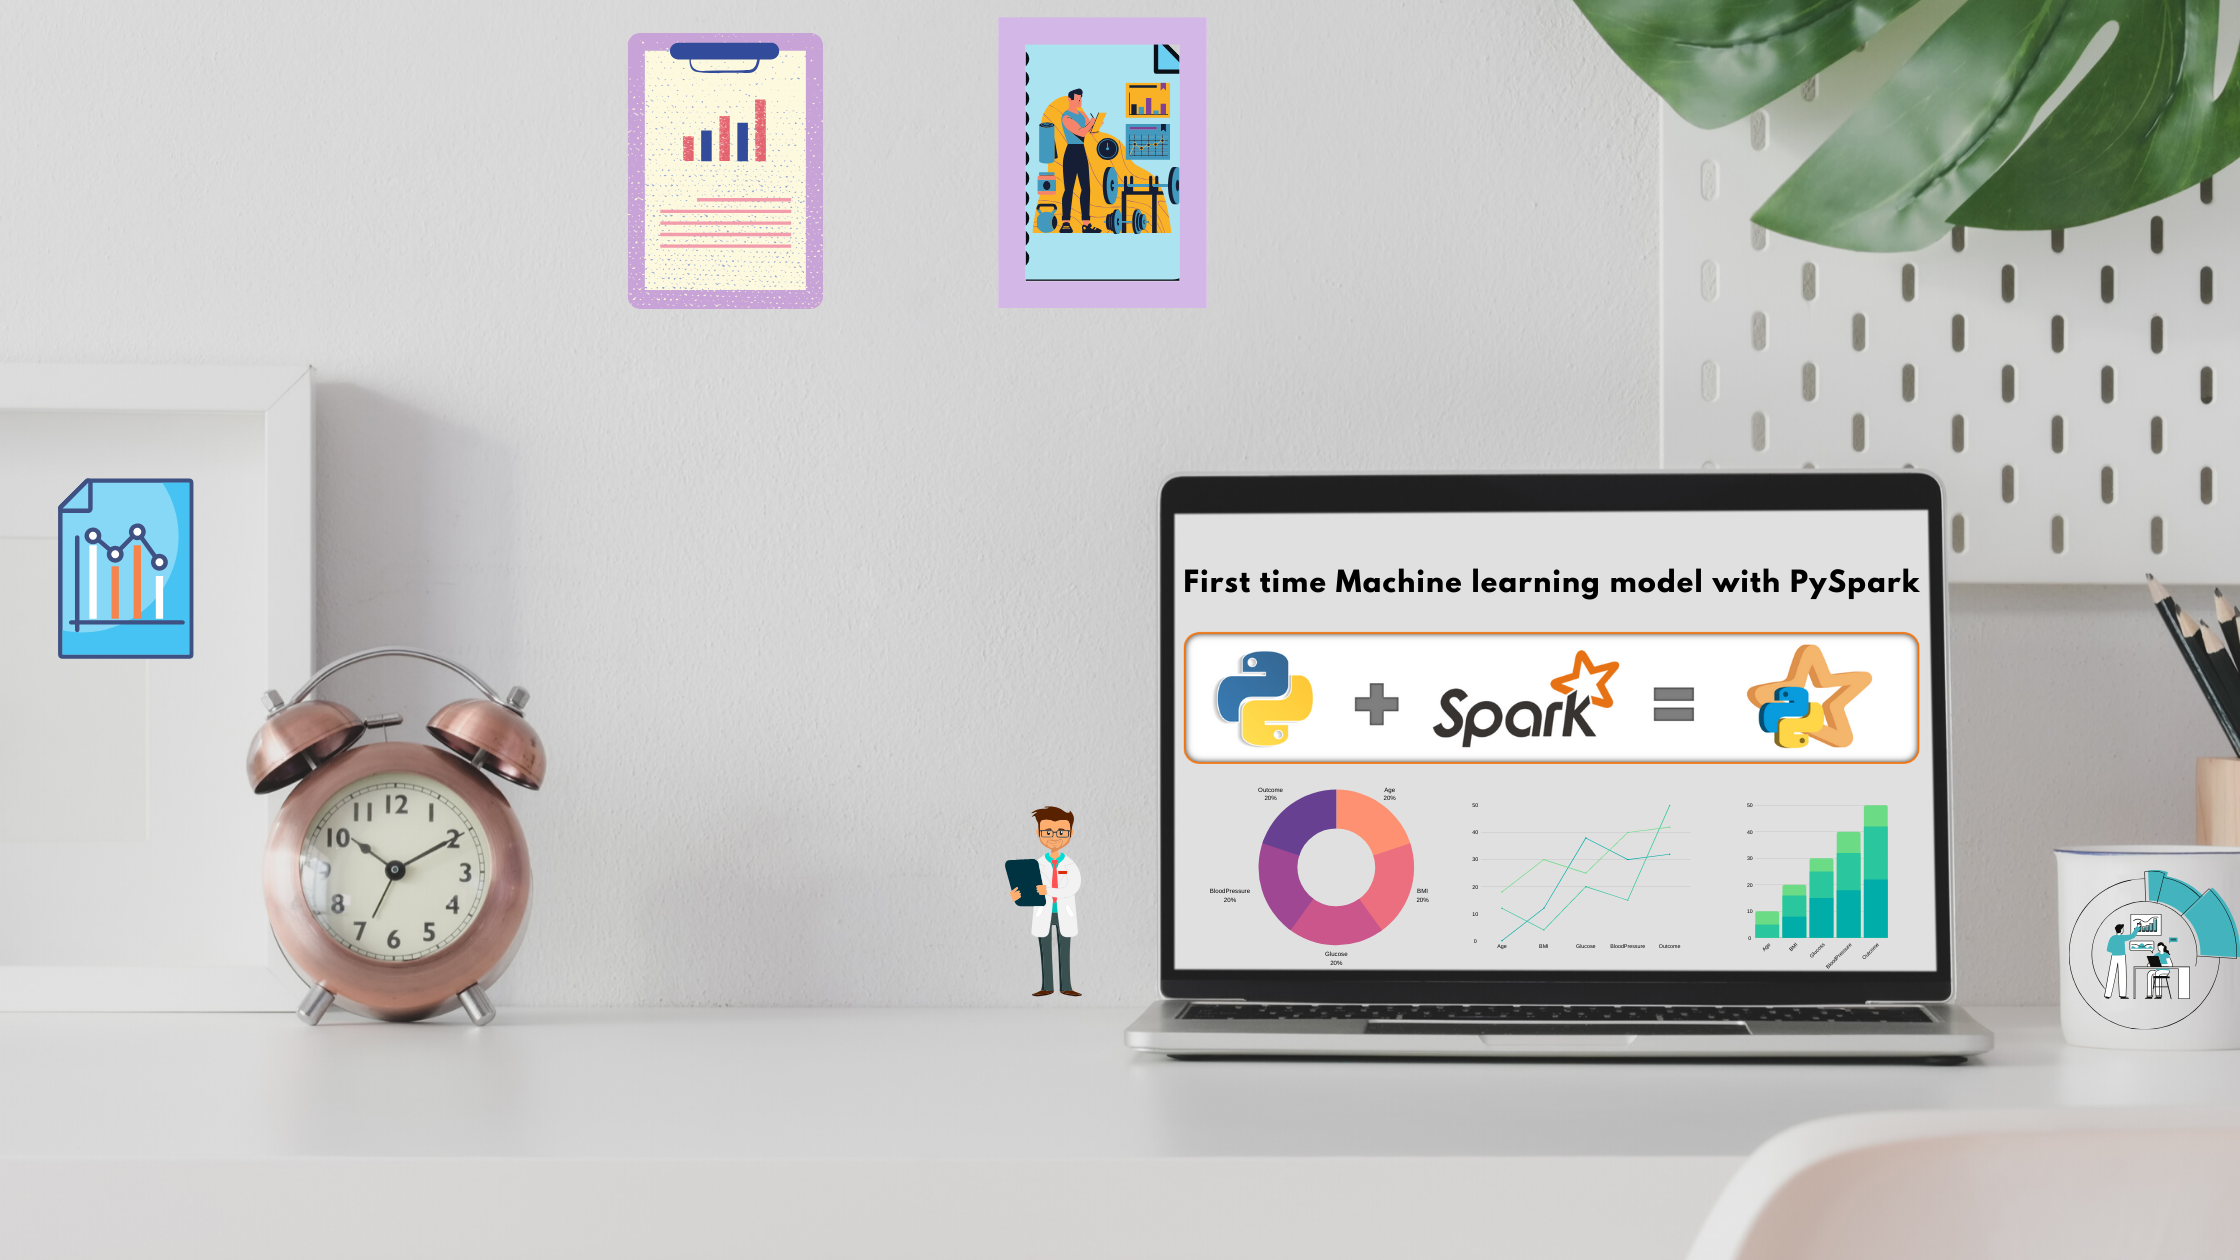 First time Machine learning model with PySpark
Spark
Outcome
20%
Age
20%
BloodPressure
20%
BMI
20%
Glucose
20%
50
40
30
20
10
0
Age
BMI
Glucose
BloodPressure
Outcome
50
40
30
20
10
0
Age
BMI
Glucose
BloodPressure
Outcome
12
1
2
3
4
5
6
7
8
10
11